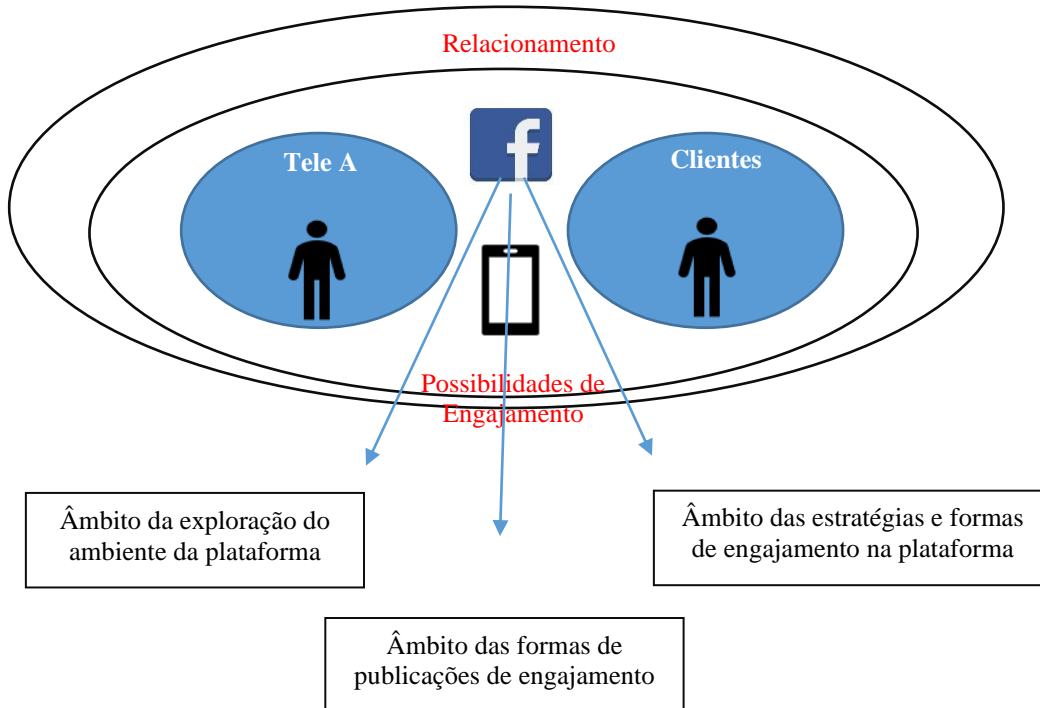 Relacionamento
Tele A
Clientes
Possibilidades de
Engajamento
Âmbito da exploração do
ambiente da plataforma
Âmbito das estratégias e formas
de engajamento na plataforma
Âmbito das formas de
publicações de engajamento